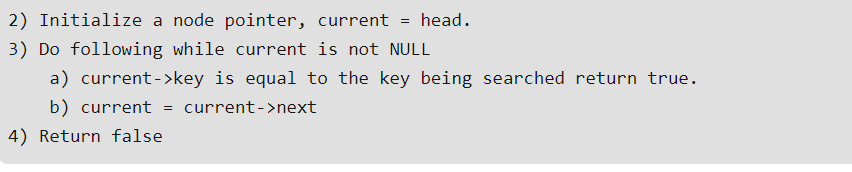 2) Initialize a node pointer, current = head.
3) Do following while current is not NULL
a) current->key is equal to the key being searched return true.
b) current = current->next
4) Return false